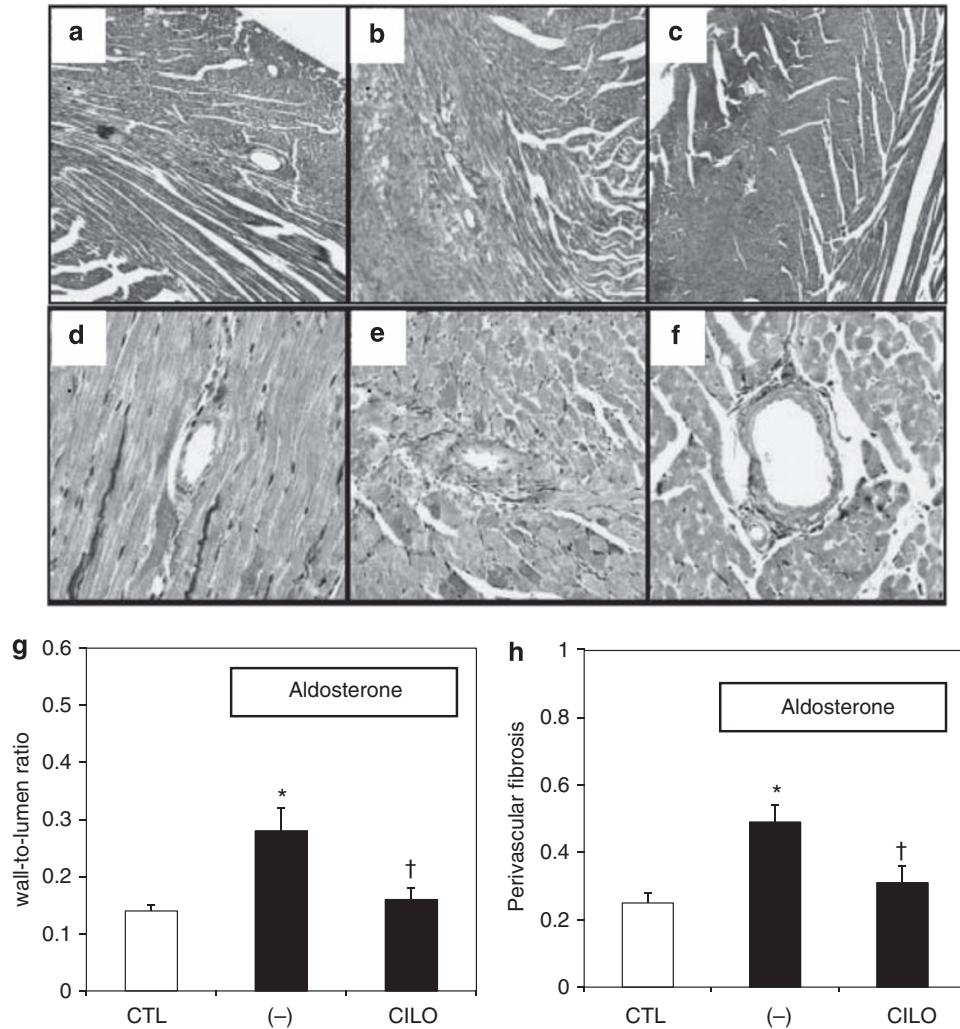 a
b
c
d
e
f
g
wall-to-lumen ratio
0.6
0.5
0.4
0.3
0.2
0.1
0
Aldosterone
*
†
CTL
(–)
CILO
h
Perivascular fibrosis
1
0.8
0.6
0.4
0.2
0
Aldosterone
*
†
CTL
(–)
CILO